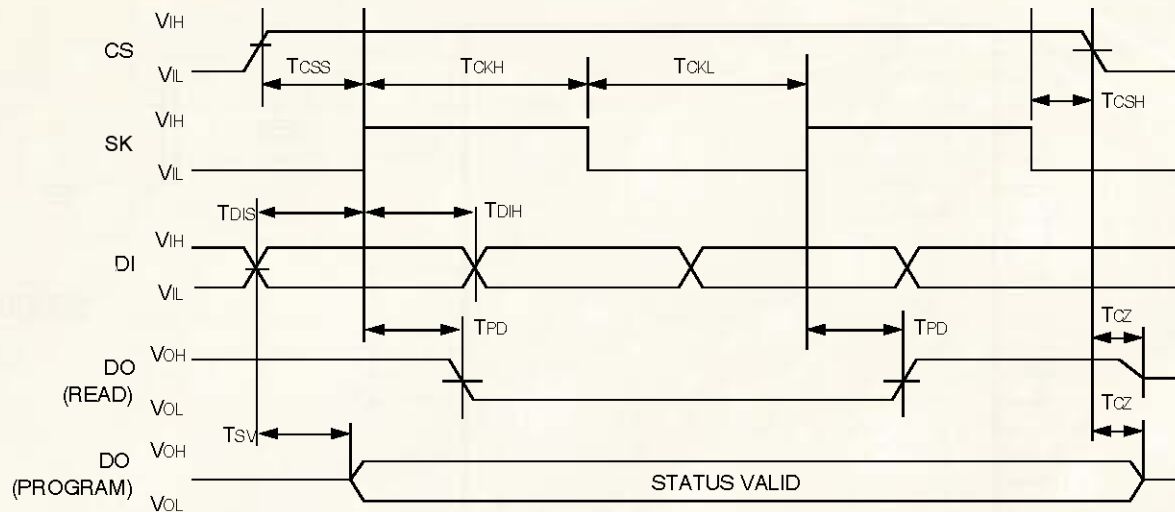 VIH
CS
VIL
TCSS TCKH TCKL
TCSH
VIH
SK
VIL
TDIS TDIH
VIH
DI
VIL
TPD TPD TCZ
VOH
DO
(READ)
VOL
TCZ
TSV
VOH
DO
(PROGRAM)
STATUS VALID
VOL